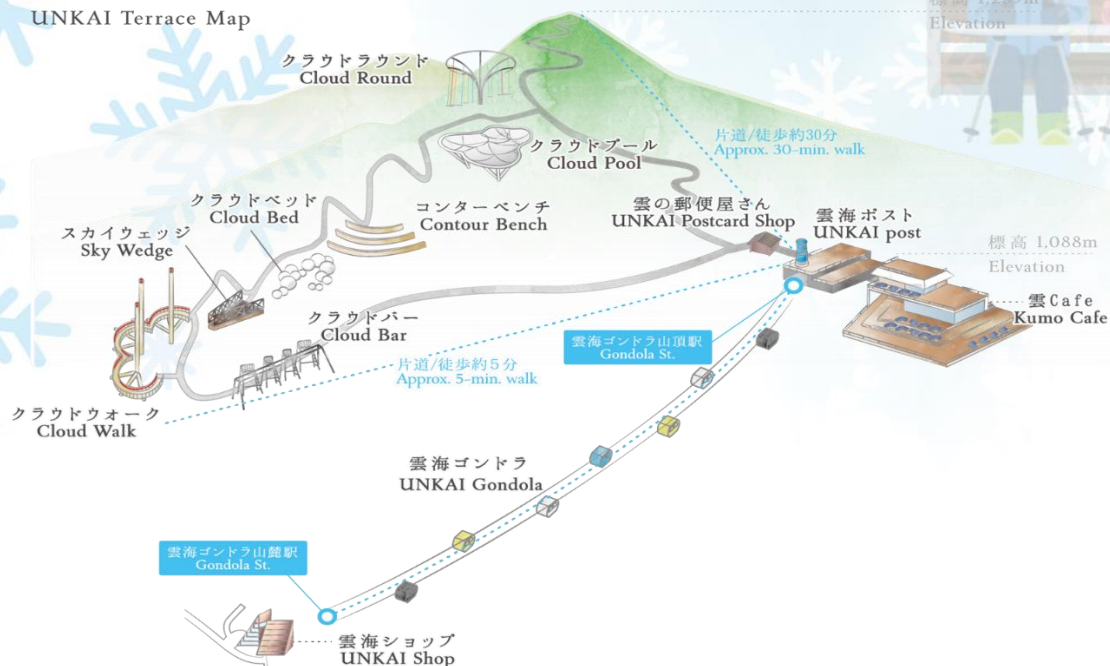 UNKAI Terrace Map
標高 1,239m
Elevation
クラウドラウンド
Cloud Round
片道/徒歩約30分
Approx. 30-min. walk
クラウドプール
Cloud Pool
クラウドベッド
Cloud Bed
コンターベンチ
Contour Bench
雲の郵便屋さん
UNKAI Postcard Shop
雲海ポスト
UNKAI post
スカイウェッジ
Sky Wedge
標高 1,088m
Elevation
雲Cafe
Kumo Cafe
クラウドバー
Cloud Bar
雲海ゴンドラ山頂駅
Gondola St.
片道/徒歩約5分
Approx. 5-min. walk
クラウドウォーク
Cloud Walk
雲海ゴンドラ
UNKAI Gondola
雲海ゴンドラ山麓駅
Gondola St.
雲海ショップ
UNKAI Shop